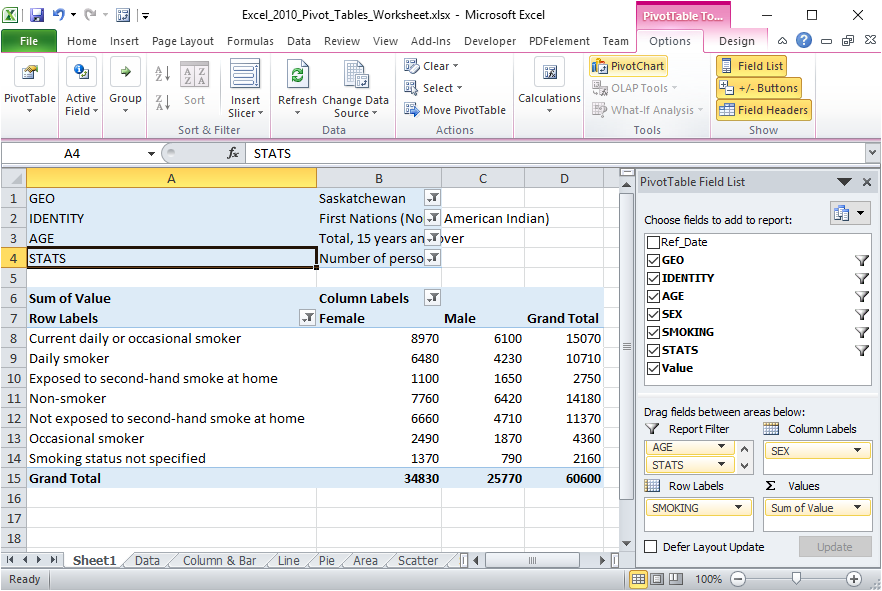 Excel_2010_Pivot_Tables_Worksheet.xlsx - Microsoft Excel
PivotTable To...
File Home Insert Page Layout Formulas Data Review View Add-Ins Developer PDFelement Team Options Design
PivotTable
Active Field
Group
Sort
Insert Slicer
Sort & Filter
Refresh
Change Data Source
Data
Clear
Select
Move PivotTable
Actions
Calculations
PivotChart
OLAP Tools
What-If Analysis
Tools
Field List
+/- Buttons
Field Headers
Show
A4 fx STATS
A B C D
1 GEO Saskatchewan
2 IDENTITY First Nations (No American Indian)
3 AGE Total, 15 years an over
4 STATS Number of perso
5
6 Sum of Value Column Labels
7 Row Labels Female Male Grand Total
8 Current daily or occasional smoker 8970 6100 15070
9 Daily smoker 6480 4230 10710
10 Exposed to second-hand smoke at home 1100 1650 2750
11 Non-smoker 7760 6420 14180
12 Not exposed to second-hand smoke at home 6660 4710 11370
13 Occasional smoker 2490 1870 4360
14 Smoking status not specified 1370 790 2160
15 Grand Total 34830 25770 60600
16
17
18
PivotTable Field List
Choose fields to add to report:
Ref_Date
GEO
IDENTITY
AGE
SEX
SMOKING
STATS
Value
Drag fields between areas below:
Report Filter
AGE
STATS
Column Labels
SEX
Row Labels
SMOKING
Σ Values
Sum of Value
Defer Layout Update
Update
Sheet1 Data Column & Bar Line Pie Area Scatter
Ready 100%